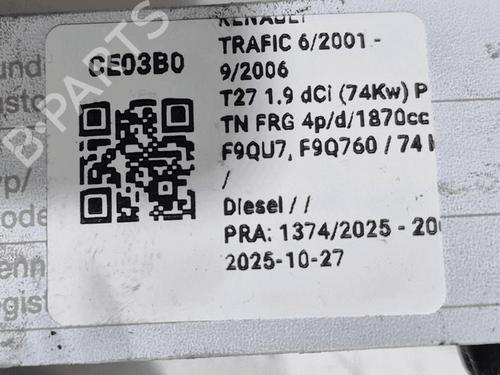 RENAULT
TRAFIC 6/2001 -
9/2006
T27 1.9 dCi (74Kw) P
TN FRG 4p/d/1870cc
F9QU7, F9Q760 / 74
/
Diesel / /
PRA: 1374/2025 - 20
2025-10-27
CE03B0
B-PARTS